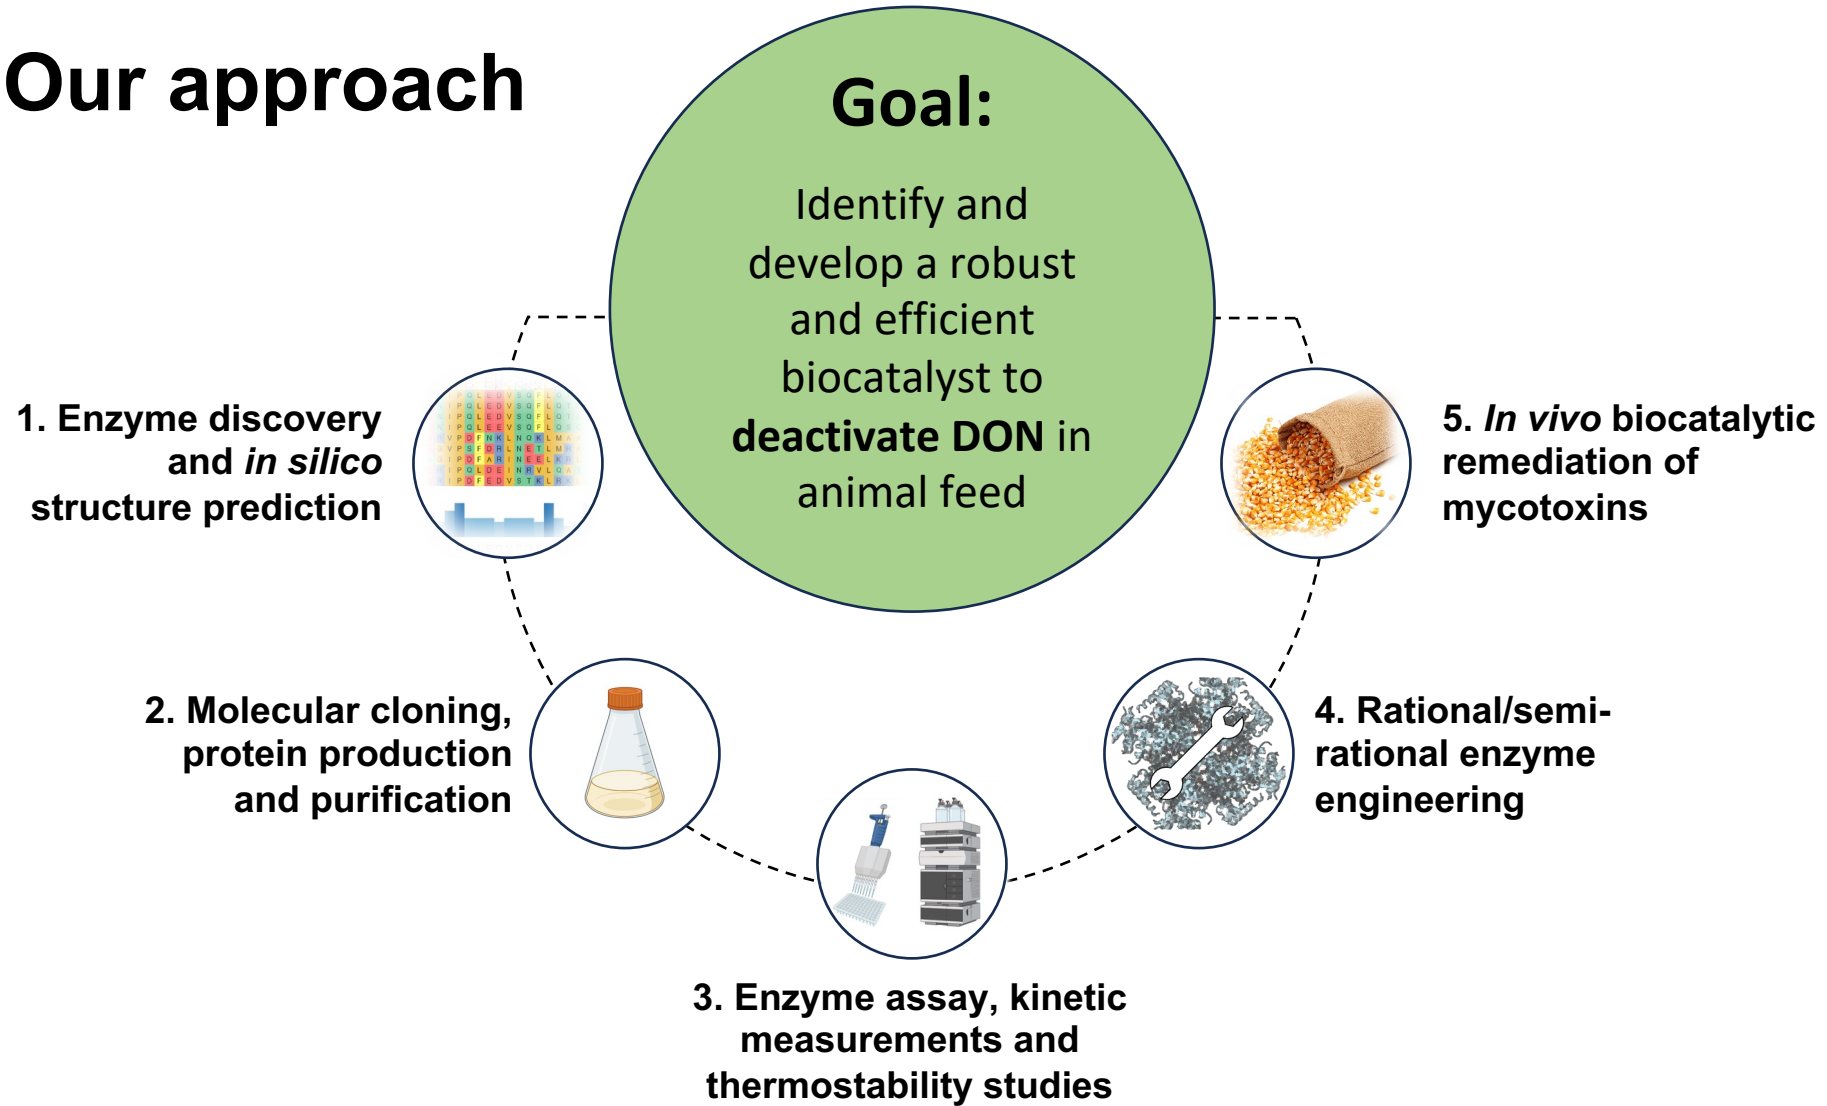 Our approach
Goal:
Identify and
develop a robust
and efficient
biocatalyst to
deactivate DON in
animal feed
1. Enzyme discovery
and in silico
structure prediction
2. Molecular cloning,
protein production
and purification
3. Enzyme assay, kinetic
measurements and
thermostability studies
4. Rational/semi-
rational enzyme
engineering
5. In vivo biocatalytic
remediation of
mycotoxins